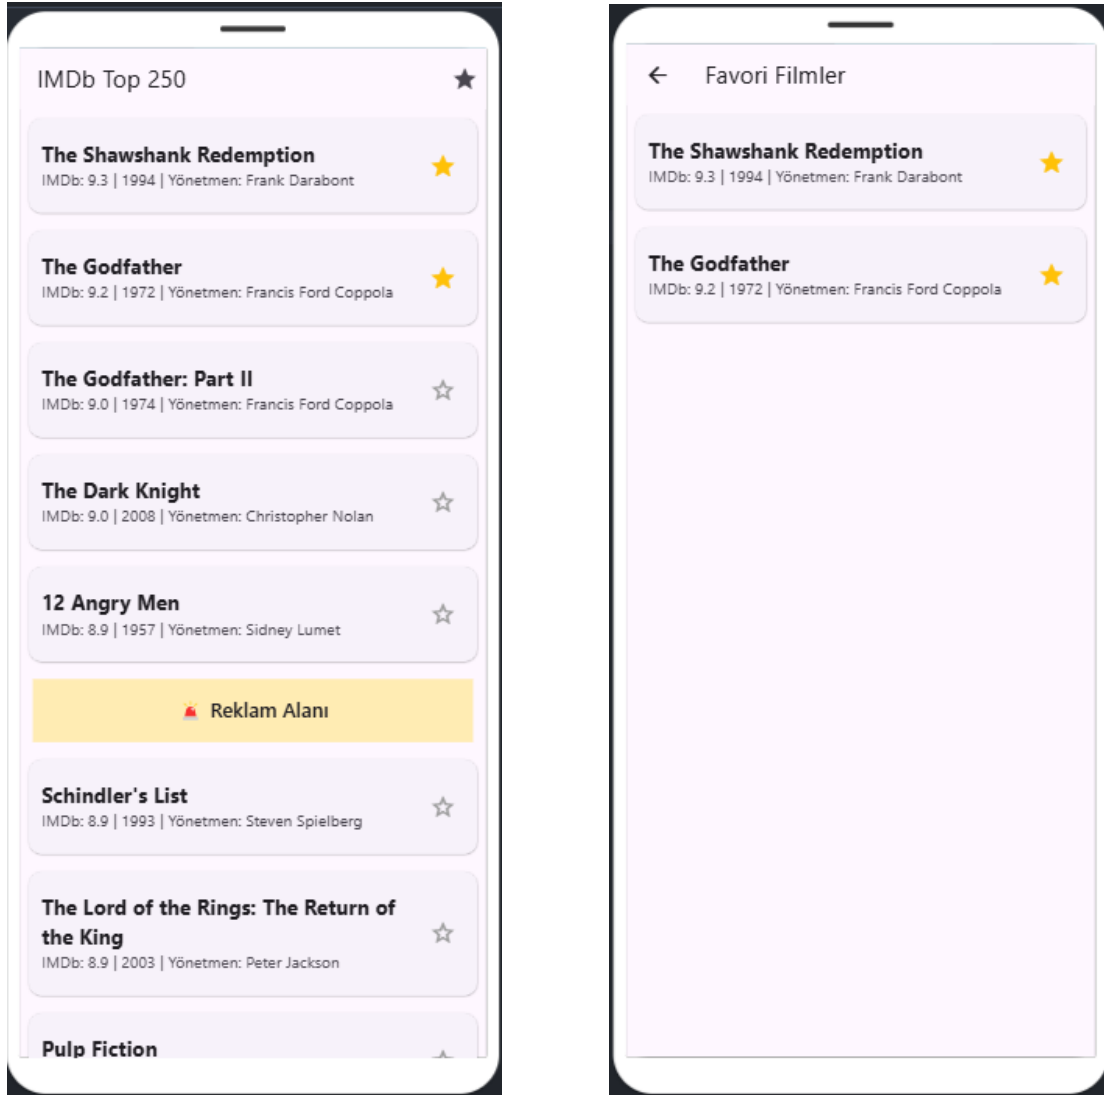 IMDb Top 250
The Shawshank Redemption
IMDb: 9.3 | 1994 | Yönetmen: Frank Darabont
The Godfather
IMDb: 9.2 | 1972 | Yönetmen: Francis Ford Coppola
The Godfather: Part II
IMDb: 9.0 | 1974 | Yönetmen: Francis Ford Coppola
The Dark Knight
IMDb: 9.0 | 2008 | Yönetmen: Christopher Nolan
12 Angry Men
IMDb: 8.9 | 1957 | Yönetmen: Sidney Lumet
🚨 Reklam Alanı
Schindler's List
IMDb: 8.9 | 1993 | Yönetmen: Steven Spielberg
The Lord of the Rings: The Return of
the King
IMDb: 8.9 | 2003 | Yönetmen: Peter Jackson
Pulp Fiction
Favori Filmler
The Shawshank Redemption
IMDb: 9.3 | 1994 | Yönetmen: Frank Darabont
The Godfather
IMDb: 9.2 | 1972 | Yönetmen: Francis Ford Coppola